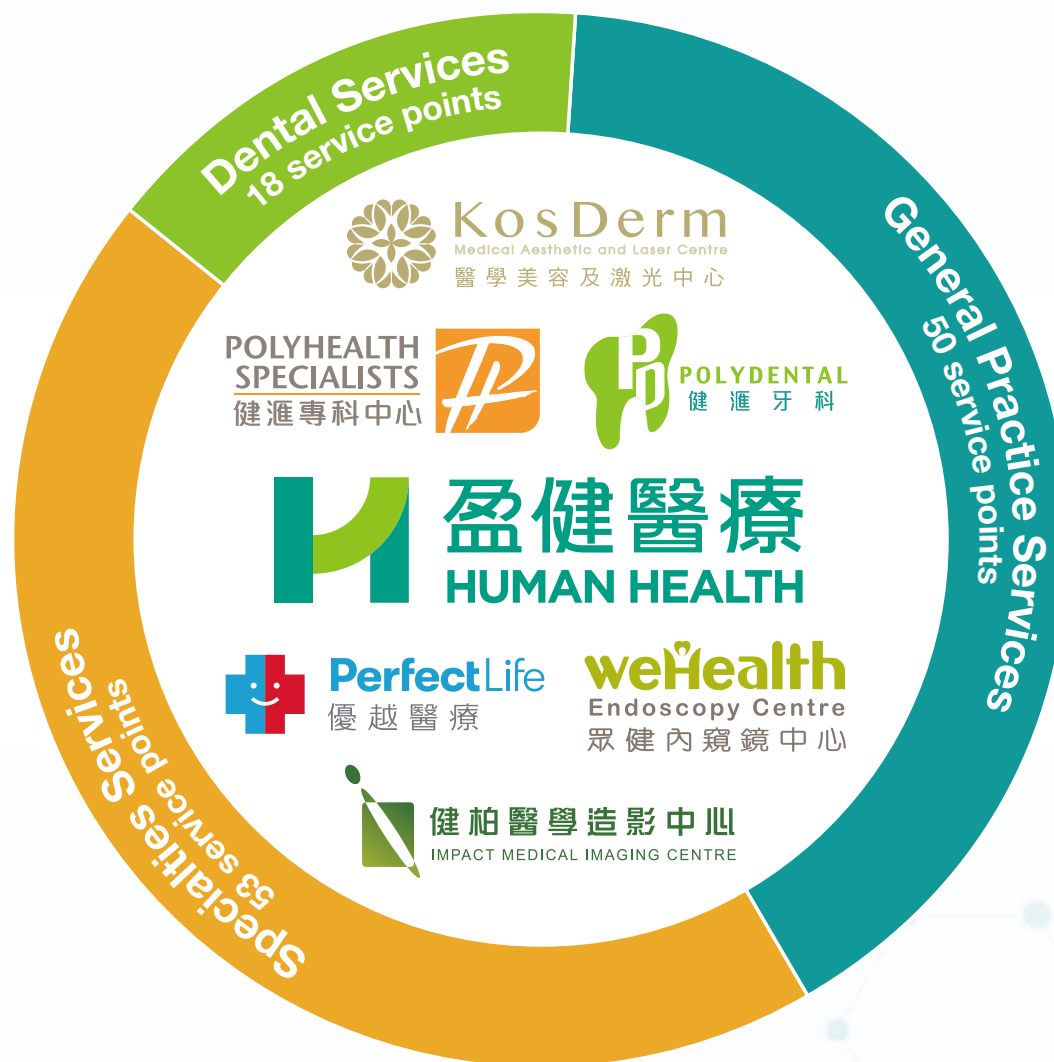 Dental Services
18 service points
General Practice Services
50 service points
Specialties Services
53 service points
KosDerm
Medical Aesthetic and Laser Centre
醫學美容及激光中心
POLYHEALTH
SPECIALISTS
健滙專科中心
PD
POLYDENTAL
健滙牙科
盈健醫療
HUMAN HEALTH
PerfectLife
優越醫療
weHealth
Endoscopy Centre
眾健內窺鏡中心
健柏醫學造影中心
IMPACT MEDICAL IMAGING CENTRE